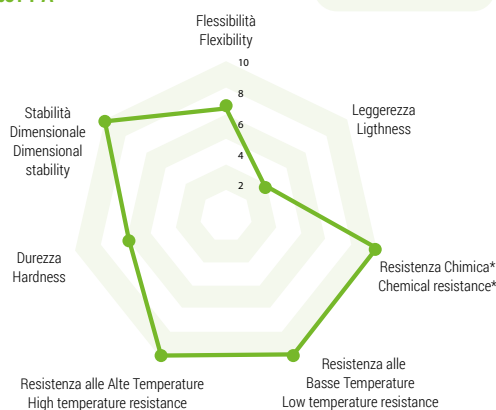 Flessibilità
Flexibility
10
8
6
4
2
Leggerezza
Ligthness
Stabilità
Dimensionale
Dimensional
stability
Durezza
Hardness
Resistenza Chimica*
Chemical resistance*
Resistenza alle
Basse Temperature
Low temperature resistance
Resistenza alle Alte Temperature
High temperature resistance